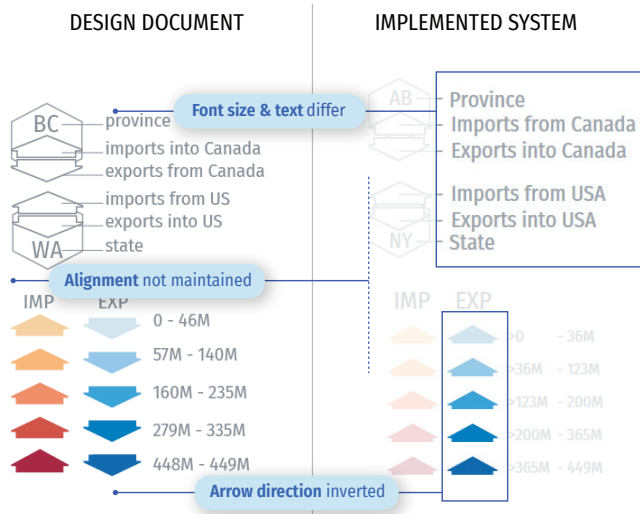 DESIGN DOCUMENT
IMPLEMENTED SYSTEM
Font size & text differ
BC
province
imports into Canada
exports from Canada
imports from US
exports into US
WA
state
AB
Province
Imports from Canada
Exports into Canada
Imports from USA
Exports into USA
NY
State
Alignment not maintained
IMP EXP
0 - 46M
57M - 140M
160M - 235M
279M - 335M
448M - 449M
IMP EXP
>0 - 36M
>36M - 123M
>123M - 200M
>200M - 365M
>365M - 449M
Arrow direction inverted